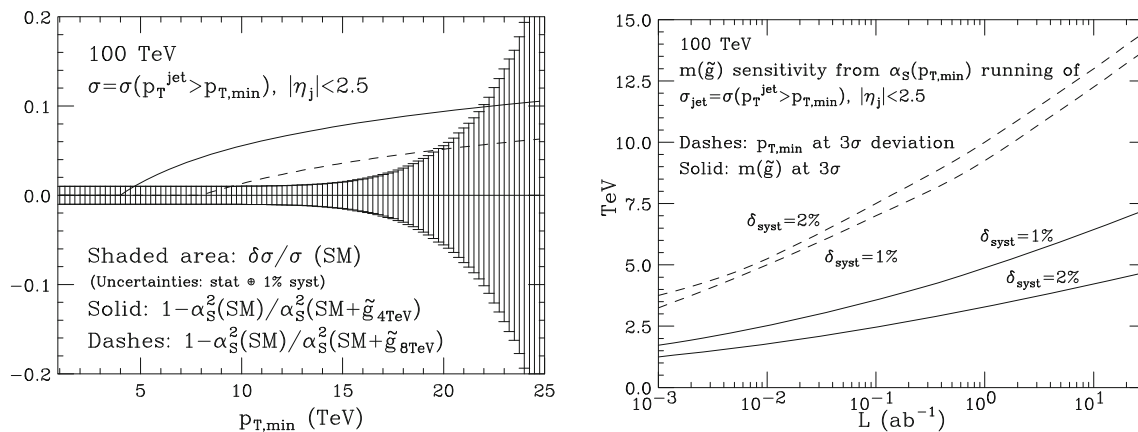 0.2
0.1
0.0
−0.1
−0.2
100 TeV
σ=σ(p_T^jet>p_T,min), |η_j|<2.5
Shaded area: δσ/σ (SM)
(Uncertainties: stat ⊕ 1% syst)
Solid: 1−α_S^2(SM)/α_S^2(SM+g̃_4TeV)
Dashes: 1−α_S^2(SM)/α_S^2(SM+g̃_8TeV)
5 10 15 20 25
p_T,min (TeV)
15.0
12.5
10.0
7.5
5.0
2.5
0.0
TeV
100 TeV
m(g̃) sensitivity from α_S(p_T,min) running of
σ_jet=σ(p_T^jet>p_T,min), |η_j|<2.5
Dashes: p_T,min at 3σ deviation
Solid: m(g̃) at 3σ
δ_syst=2%
δ_syst=1%
δ_syst=1%
δ_syst=2%
10^−3 10^−2 10^−1 10^0 10^1
L (ab^−1)